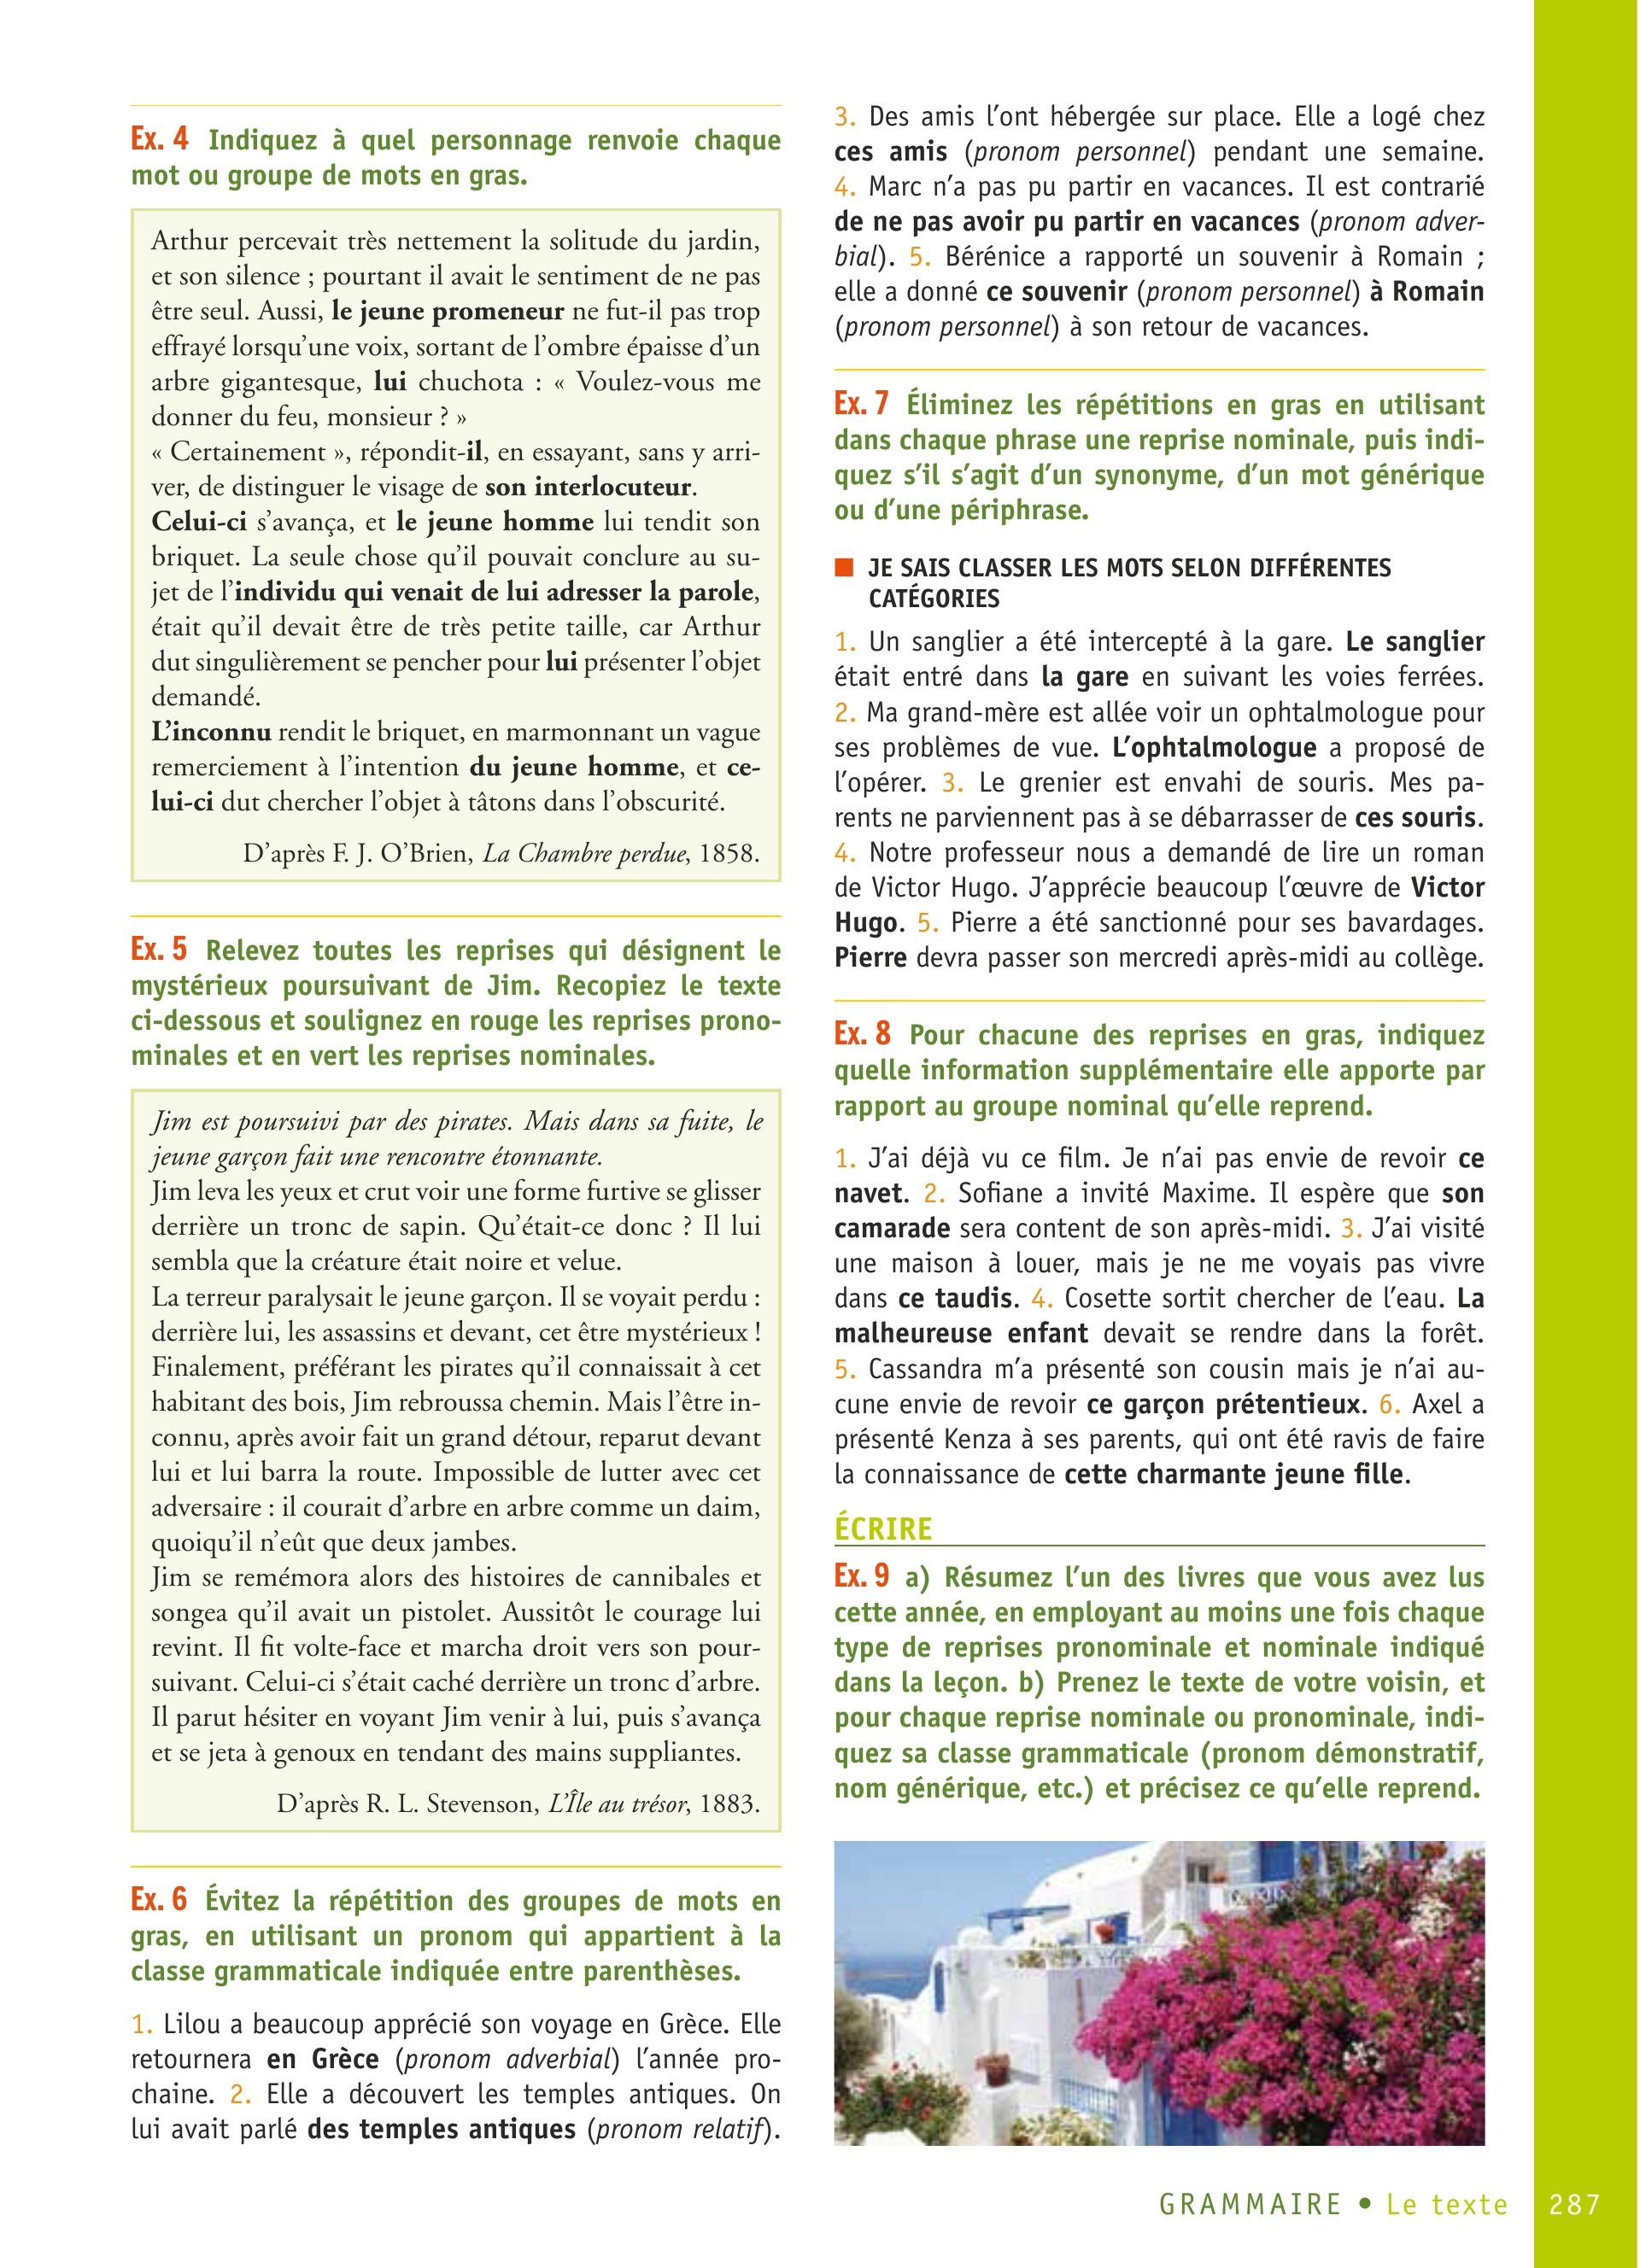 Ex. 4 Indiquez à quel personnage renvoie chaque
mot ou groupe de mots en gras.
Arthur percevait très nettement la solitude du jardin,
et son silence ; pourtant il avait le sentiment de ne pas
être seul. Aussi, le jeune promeneur ne fut-il pas trop
effrayé lorsqu'une voix, sortant de l'ombre épaisse d'un
arbre gigantesque, lui chuchota : « Voulez-vous me
donner du feu, monsieur ? »
« Certainement », répondit-il, en essayant, sans y arri-
ver, de distinguer le visage de son interlocuteur.
Celui-ci s'avança, et le jeune homme lui tendit son
briquet. La seule chose qu'il pouvait conclure au su-
jet de l'individu qui venait de lui adresser la parole,
était qu'il devait être de très petite taille, car Arthur
dut singulièrement se pencher pour lui présenter l'objet
demandé.
L'inconnu rendit le briquet, en marmonnant un vague
remerciement à l'intention du jeune homme, et ce-
lui-ci dut chercher l'objet à tâtons dans l'obscurité.
D'après F. J. O'Brien, La Chambre perdue, 1858.
Ex. 5 Relevez toutes les reprises qui désignent le
mystérieux poursuivant de Jim. Recopiez le texte
ci-dessous et soulignez en rouge les reprises prono-
minales et en vert les reprises nominales.
Jim est poursuivi par des pirates. Mais dans sa fuite, le
jeune garçon fait une rencontre étonnante.
Jim leva les yeux et crut voir une forme furtive se glisser
derrière un tronc de sapin. Qu'était-ce donc ? Il lui
sembla que la créature était noire et velue.
La terreur paralysait le jeune garçon. Il se voyait perdu :
derrière lui, les assassins et devant, cet être mystérieux !
Finalement, préférant les pirates qu'il connaissait à cet
habitant des bois, Jim rebroussa chemin. Mais l'être in-
connu, après avoir fait un grand détour, reparut devant
lui et lui barra la route. Impossible de lutter avec cet
adversaire : il courait d'arbre en arbre comme un daim,
quoiqu'il n'eût que deux jambes.
Jim se remémora alors des histoires de cannibales et
songea qu'il avait un pistolet. Aussitôt le courage lui
revint. Il fit volte-face et marcha droit vers son pour-
suivant. Celui-ci s'était caché derrière un tronc d'arbre.
Il parut hésiter en voyant Jim venir à lui, puis s'avança
et se jeta à genoux en tendant des mains suppliantes.
D'après R. L. Stevenson, L'Île au trésor, 1883.
Ex. 6 Évitez la répétition des groupes de mots en
gras, en utilisant un pronom qui appartient à la
classe grammaticale indiquée entre parenthèses.
1. Lilou a beaucoup apprécié son voyage en Grèce. Elle
retournera en Grèce (pronom adverbial) l'année pro-
chaine. 2. Elle a découvert les temples antiques. On
lui avait parlé des temples antiques (pronom relatif).
3. Des amis l'ont hébergée sur place. Elle a logé chez
ces amis (pronom personnel) pendant une semaine.
4. Marc n'a pas pu partir en vacances. Il est contrarié
de ne pas avoir pu partir en vacances (pronom adver-
bial). 5. Bérénice a rapporté un souvenir à Romain ;
elle a donné ce souvenir (pronom personnel) à Romain
(pronom personnel) à son retour de vacances.
Ex. 7 Éliminez les répétitions en gras en utilisant
dans chaque phrase une reprise nominale, puis indi-
quez s'il s'agit d'un synonyme, d'un mot générique
ou d'une périphrase.
JE SAIS CLASSER LES MOTS SELON DIFFÉRENTES
CATÉGORIES
1. Un sanglier a été intercepté à la gare. Le sanglier
était entré dans la gare en suivant les voies ferrées.
2. Ma grand-mère est allée voir un ophtalmologue pour
ses problèmes de vue. L'ophtalmologue a proposé de
l'opérer. 3. Le grenier est envahi de souris. Mes pa-
rents ne parviennent pas à se débarrasser de ces souris.
4. Notre professeur nous a demandé de lire un roman
de Victor Hugo. J'apprécie beaucoup l'œuvre de Victor
Hugo. 5. Pierre a été sanctionné pour ses bavardages.
Pierre devra passer son mercredi après-midi au collège.
Ex. 8 Pour chacune des reprises en gras, indiquez
quelle information supplémentaire elle apporte par
rapport au groupe nominal qu'elle reprend.
1. J'ai déjà vu ce film. Je n'ai pas envie de revoir ce
navet. 2. Sofiane a invité Maxime. Il espère que son
camarade sera content de son après-midi. 3. J'ai visité
une maison à louer, mais je ne me voyais pas vivre
dans ce taudis. 4. Cosette sortit chercher de l'eau. La
malheureuse enfant devait se rendre dans la forêt.
5. Cassandra m'a présenté son cousin mais je n'ai au-
cune envie de revoir ce garçon prétentieux. 6. Axel a
présenté Kenza à ses parents, qui ont été ravis de faire
la connaissance de cette charmante jeune fille.
ÉCRIRE
Ex. 9 a) Résumez l'un des livres que vous avez lus
cette année, en employant au moins une fois chaque
type de reprises pronominale et nominale indiqué
dans la leçon. b) Prenez le texte de votre voisin, et
pour chaque reprise nominale ou pronominale, indi-
quez sa classe grammaticale (pronom démonstratif,
nom générique, etc.) et précisez ce qu'elle reprend.
GRAMMAIRE • Le texte 287